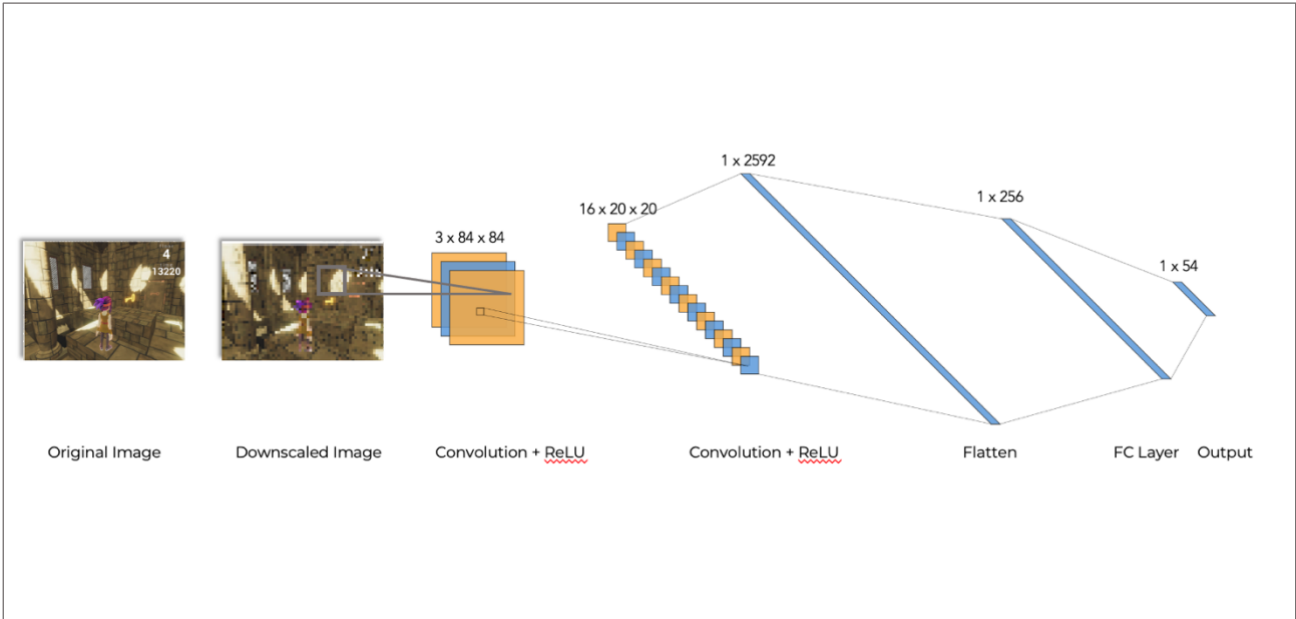 1 x 2592
1 x 256
16 x 20 x 20
3 x 84 x 84
1 x 54
4
13220
Original Image
Downscaled Image
Convolution + ReLU
Convolution + ReLU
Flatten
FC Layer
Output